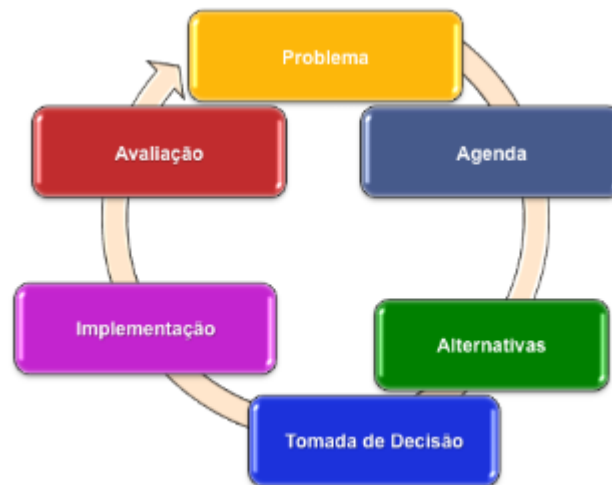 Problema
Agenda
Alternativas
Tomada de Decisão
Implementação
Avaliação